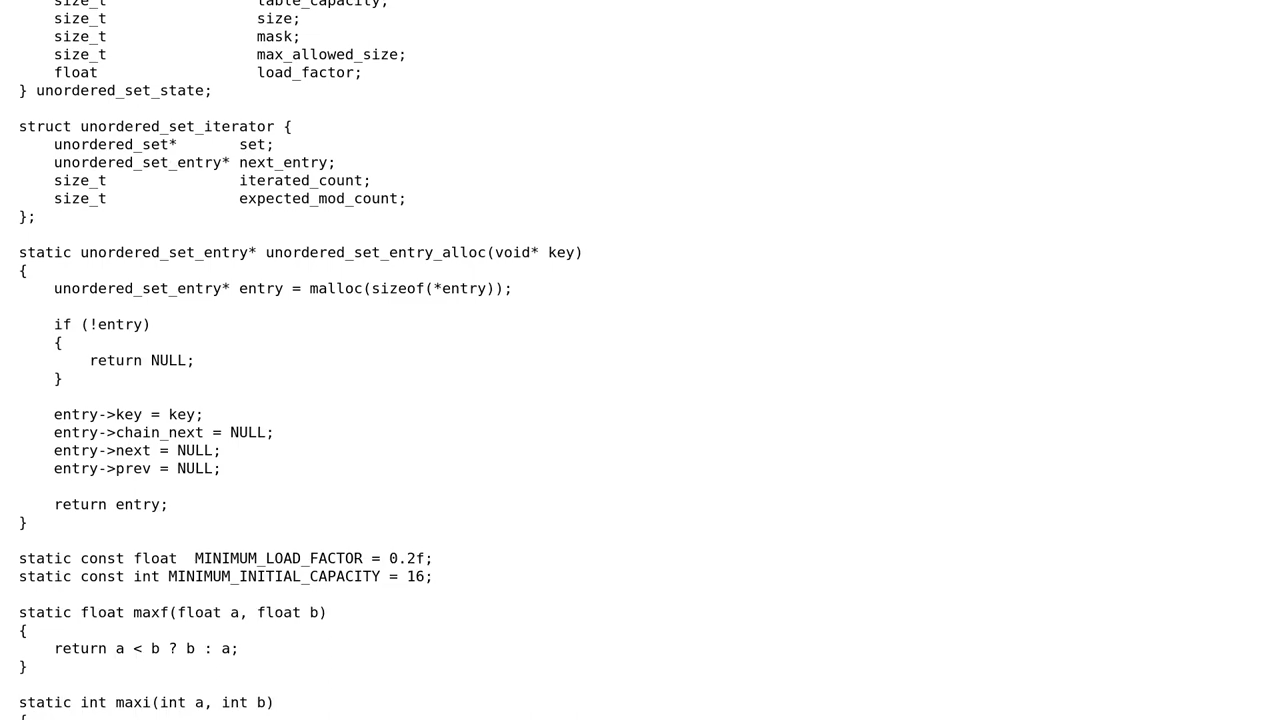 size_t                 table_capacity;
    size_t                 size;
    size_t                 mask;
    size_t                 max_allowed_size;
    float                  load_factor;
} unordered_set_state;

struct unordered_set_iterator {
    unordered_set*       set;
    unordered_set_entry* next_entry;
    size_t               iterated_count;
    size_t               expected_mod_count;
};

static unordered_set_entry* unordered_set_entry_alloc(void* key)
{
    unordered_set_entry* entry = malloc(sizeof(*entry));

    if (!entry)
    {
        return NULL;
    }

    entry->key = key;
    entry->chain_next = NULL;
    entry->next = NULL;
    entry->prev = NULL;

    return entry;
}

static const float  MINIMUM_LOAD_FACTOR = 0.2f;
static const int MINIMUM_INITIAL_CAPACITY = 16;

static float maxf(float a, float b)
{
    return a < b ? b : a;
}

static int maxi(int a, int b)
{